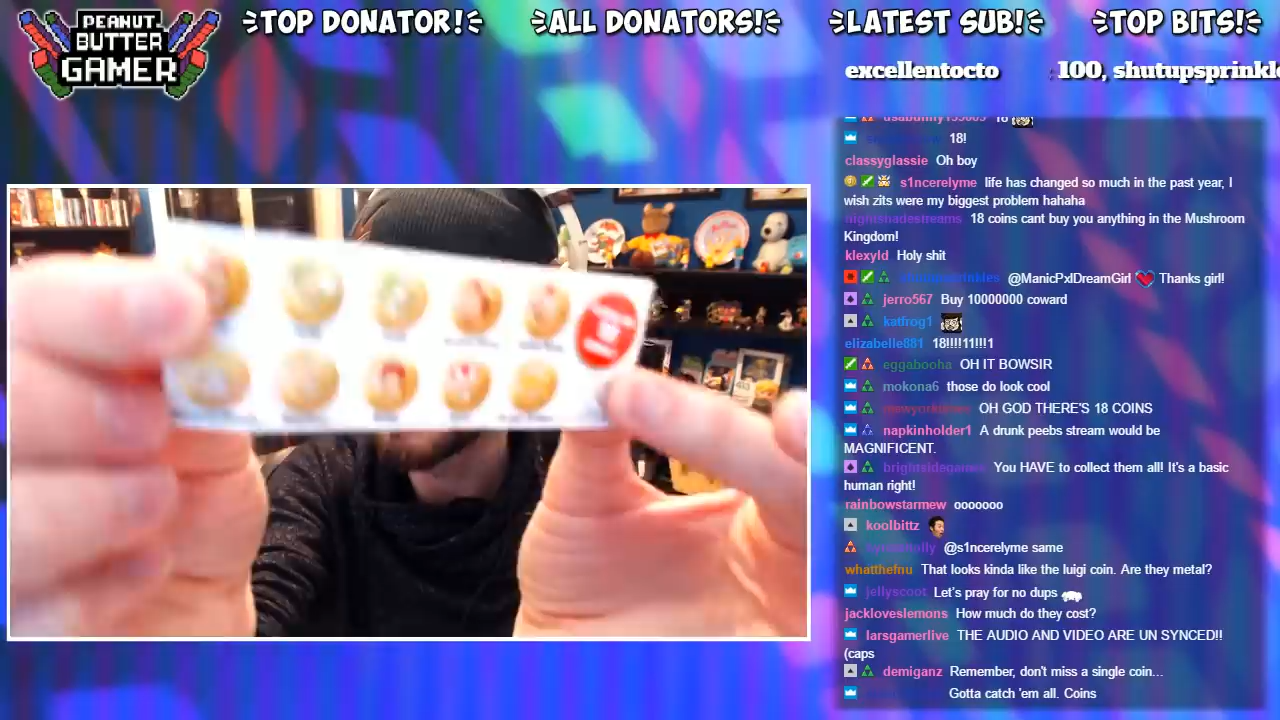 PEANUT
BUTTER
GAMER
TOP DONATOR!
ALL DONATORS!
LATEST SUB!
TOP BITS!
excellentocto
: 100, shutupsprinkl
18
18!
classyglassie Oh boy
s1ncerelyme life has changed so much in the past year, I
wish zits were my biggest problem hahaha
nightshadestreams 18 coins cant buy you anything in the Mushroom
Kingdom!
klexyld Holy shit
@ManicPxlDreamGirl Thanks girl!
jerro567 Buy 10000000 coward
katfrog1
elizabelle881 18!!!!11!!!1
eggabooha OH IT BOWSIR
mokona6 those do look cool
OH GOD THERE'S 18 COINS
napkinholder1 A drunk peebs stream would be
MAGNIFICENT.
You HAVE to collect them all! It's a basic
human right!
rainbowstarmew ooooooo
koolbittz
@s1ncerelyme same
whatthefnu That looks kinda like the luigi coin. Are they metal?
jellyscoot Let's pray for no dups
jackloveslemons How much do they cost?
larsgamerlive THE AUDIO AND VIDEO ARE UN SYNCED!!
(caps
demiganz Remember, don't miss a single coin...
Gotta catch 'em all. Coins